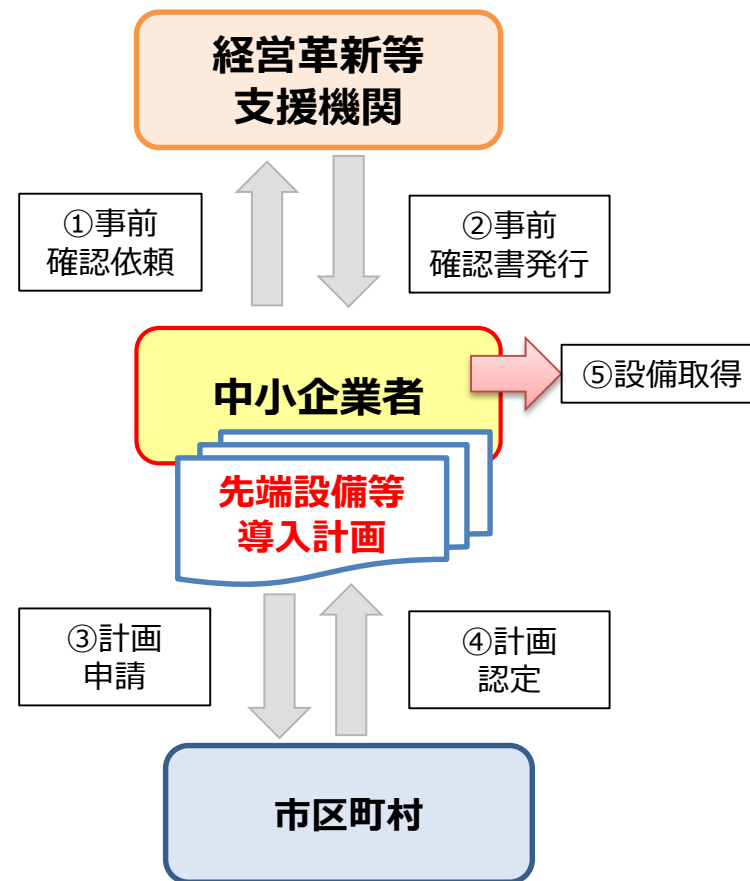 経営革新等
支援機関
①事前
確認依頼
②事前
確認書発行
中小企業者
⑤設備取得
先端設備等
導入計画
③計画
申請
④計画
認定
市区町村